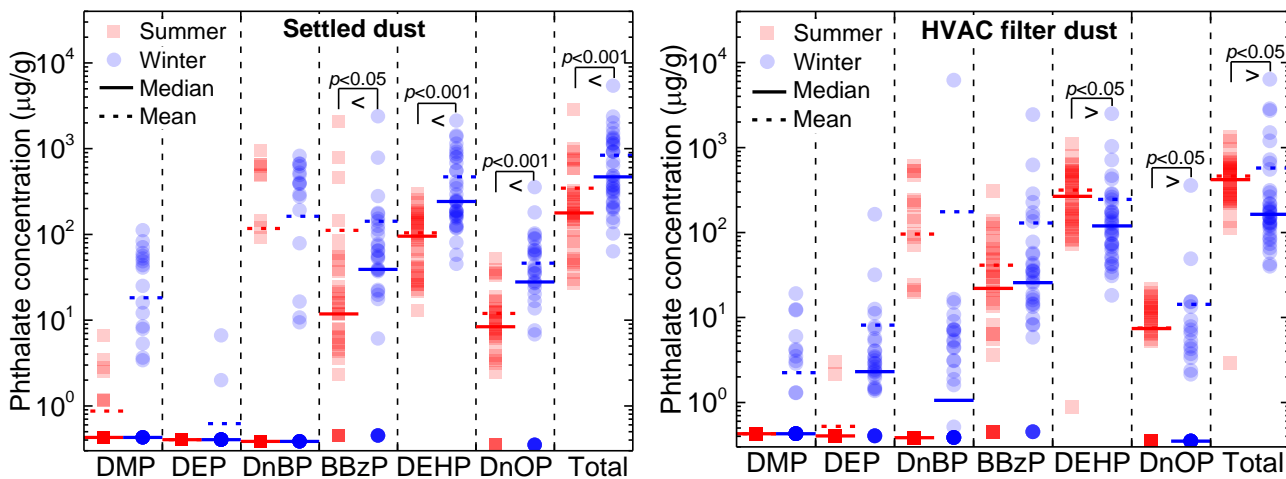 Phthalate concentration (μg/g)
10^4
10^3
10^2
10^1
10^0
Summer
Winter
Median
Mean
Settled dust
p<0.05
<
p<0.001
<
p<0.001
<
p<0.001
<
DMP DEP DnBP BBzP DEHP DnOP Total
Phthalate concentration (μg/g)
10^4
10^3
10^2
10^1
10^0
Summer
Winter
Median
Mean
HVAC filter dust
p<0.05
>
p<0.05
>
p<0.05
>
DMP DEP DnBP BBzP DEHP DnOP Total